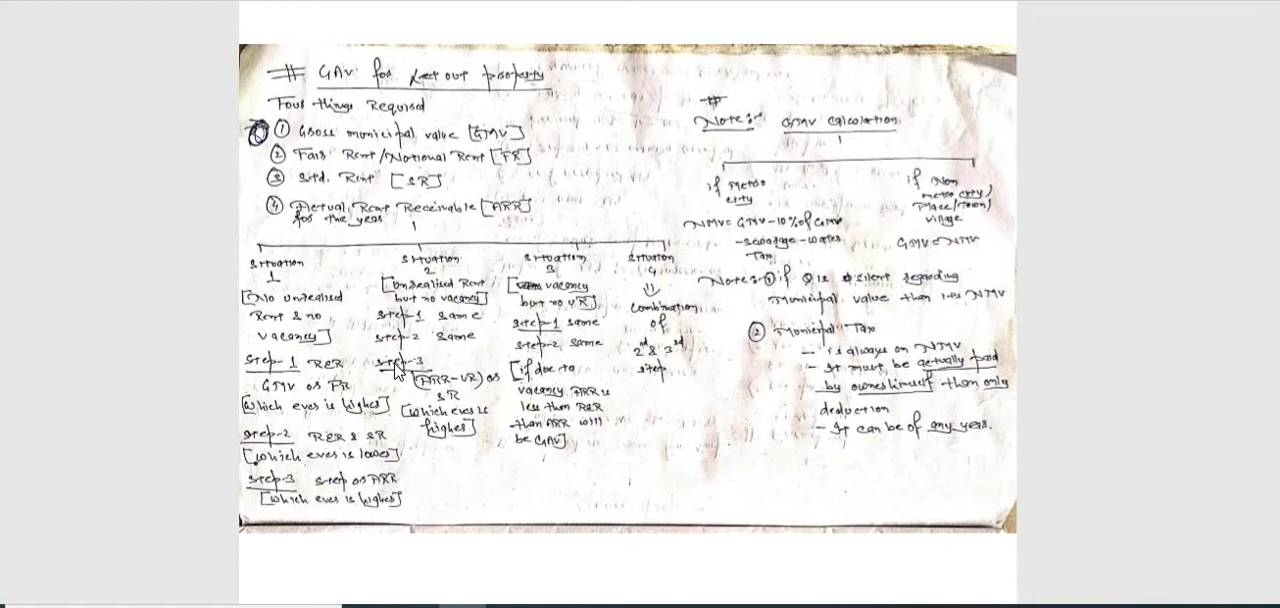 # GAV for Let out property
Four things Required
① Gross municipal value [GMV]
② Fair Rent/Notional Rent [FR]
③ Std. Rent [SR]
④ Actual Rent Receivable [ARR]
for the year
Situation
1
[No unrealised
Rent & no
vacancy]
Step-1 RER
GMV or FR
[Which ever is higher]
Step-2 RER & SR
[Which ever is lower]
Step-3 Step or ARR
[Which ever is higher]
Situation
2
[Unrealised Rent
but no vacancy]
Step-1 Same
Step-2 Same
Step-3
(ARR-UR) or
SR
[which ever is
higher]
Situation
3
[vacancy
but no UR]
Step-1 Same
Step-2 Same
[if due to
vacancy ARR is
less than RER
than ARR will
be GAV]
Situation
4
combination
of
2nd & 3rd
step
#
Note:- GMV calculation
if Metro
city
NMV = GMV-10% of GMV
-sewarage-water
Tax
if Non
metro city/
Place/town/
village
GMV=NMV
Note:-① if Q is silent regarding
Municipal value than its NMV
② Municipal Tax
- is always on NMV
- It must be actually paid
by owner himself than only
deduction
- It can be of any year.